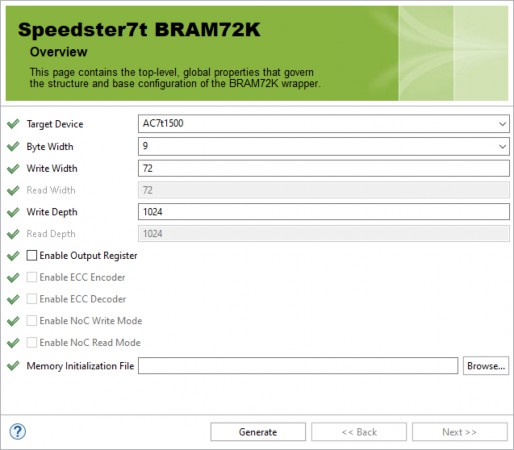 Speedster7t BRAM72K
Overview
This page contains the top-level, global properties that govern
the structure and base configuration of the BRAM72K wrapper.
Target Device AC7t1500
Byte Width 9
Write Width 72
Read Width 72
Write Depth 1024
Read Depth 1024
Enable Output Register
Enable ECC Encoder
Enable ECC Decoder
Enable NoC Write Mode
Enable NoC Read Mode
Memory Initialization File Browse...
? Generate << Back Next >>